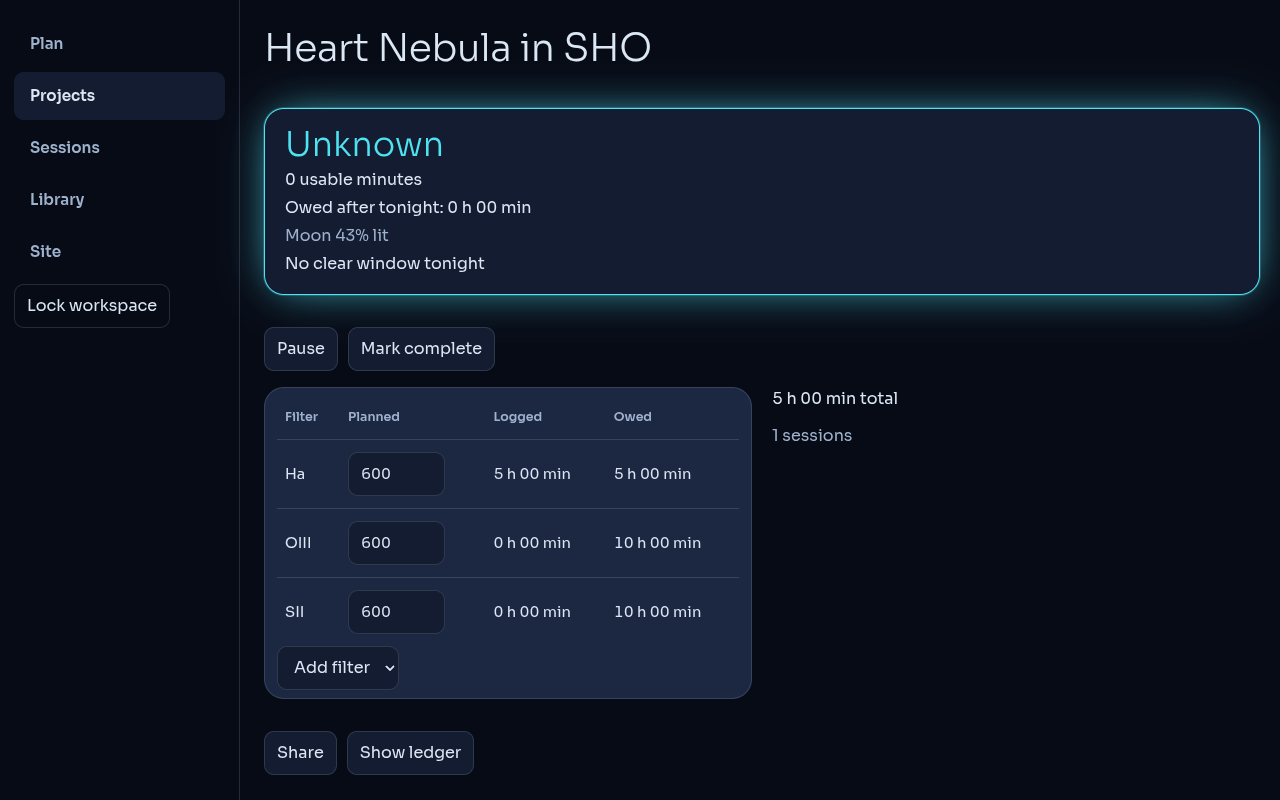 Plan
Projects
Sessions
Library
Site
Lock workspace
Heart Nebula in SHO
Unknown
0 usable minutes
Owed after tonight: 0 h 00 min
Moon 43% lit
No clear window tonight
Pause
Mark complete
Filter Planned Logged Owed
Ha 600 5 h 00 min 5 h 00 min
OIII 600 0 h 00 min 10 h 00 min
SII 600 0 h 00 min 10 h 00 min
Add filter
5 h 00 min total
1 sessions
Share
Show ledger